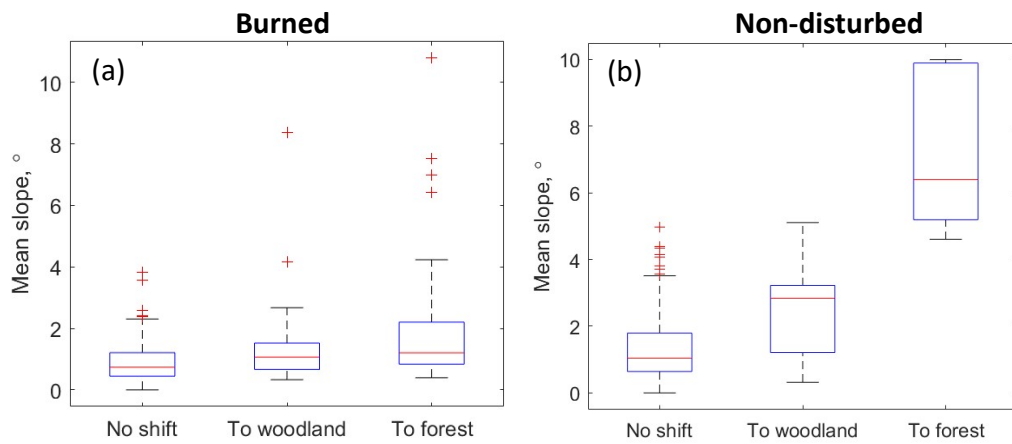 Burned
(a)
10
8
6
4
2
0
Mean slope, °
No shift To woodland To forest
Non-disturbed
(b)
10
8
6
4
2
0
Mean slope, °
No shift To woodland To forest